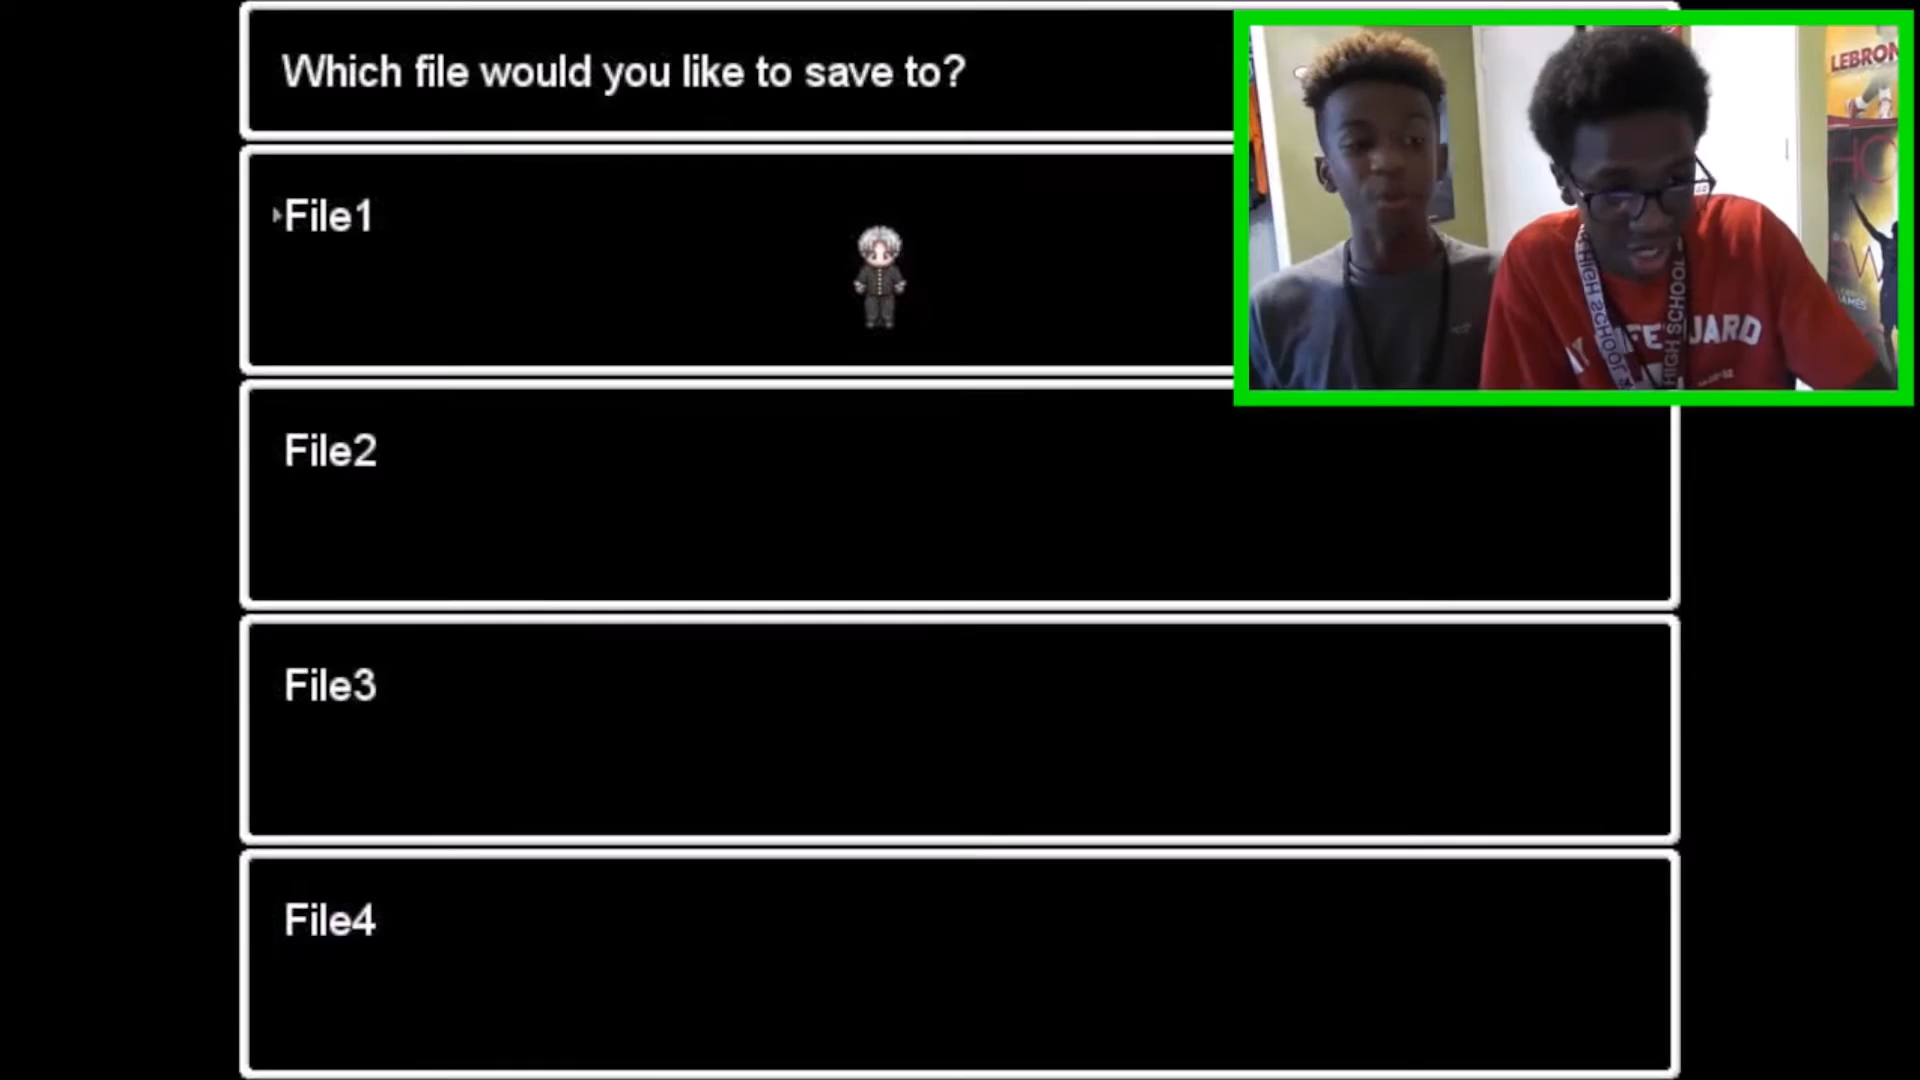 Which file would you like to save to?
File1
File2
File3
File4
LEBRON
HIGH SCHOOL
HIGH SCHOOL